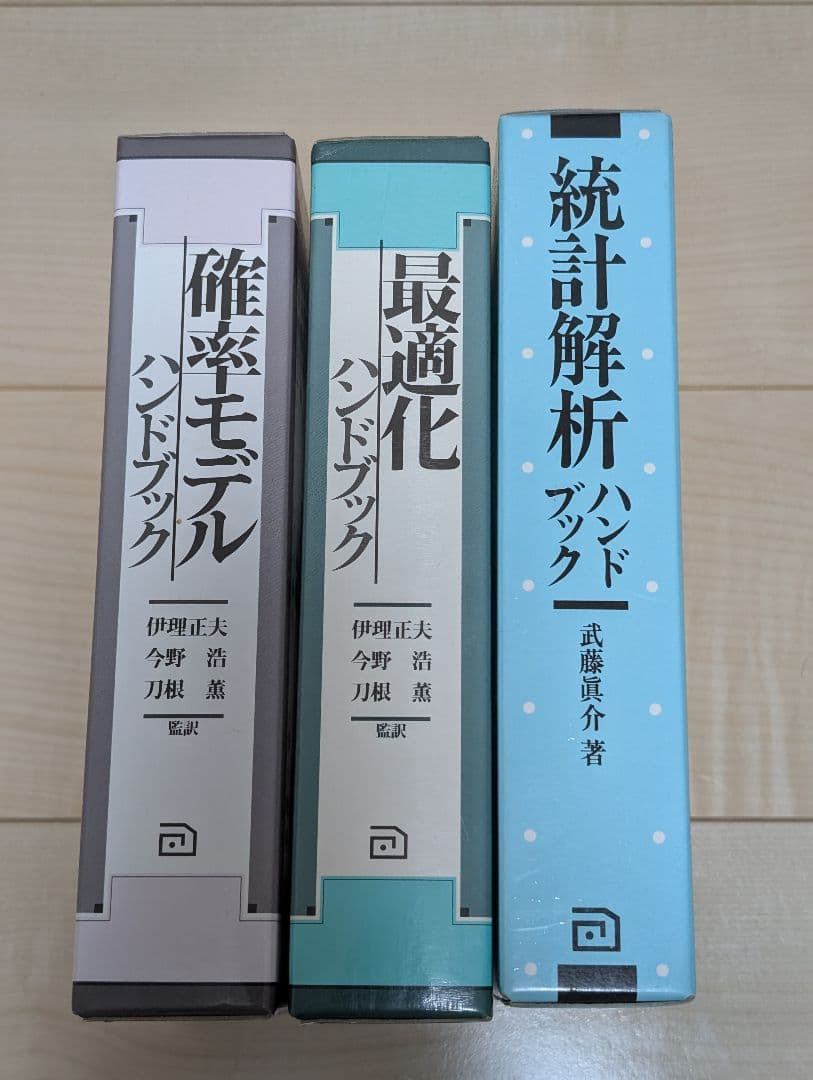 確率モデル
ハンドブック
伊理正夫
今野 浩
刀根 薫
監訳
最適化
ハンドブック
伊理正夫
今野 浩
刀根 薫
監訳
統計解析
ハンド
ブック
武藤眞介 著